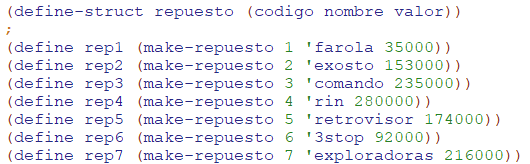 (define-struct repuesto (codigo nombre valor))
;
(define rep1 (make-repuesto 1 'farola 35000))
(define rep2 (make-repuesto 2 'exosto 153000))
(define rep3 (make-repuesto 3 'comando 235000))
(define rep4 (make-repuesto 4 'rin 280000))
(define rep5 (make-repuesto 5 'retrovisor 174000))
(define rep6 (make-repuesto 6 '3stop 92000))
(define rep7 (make-repuesto 7 'exploradoras 216000))